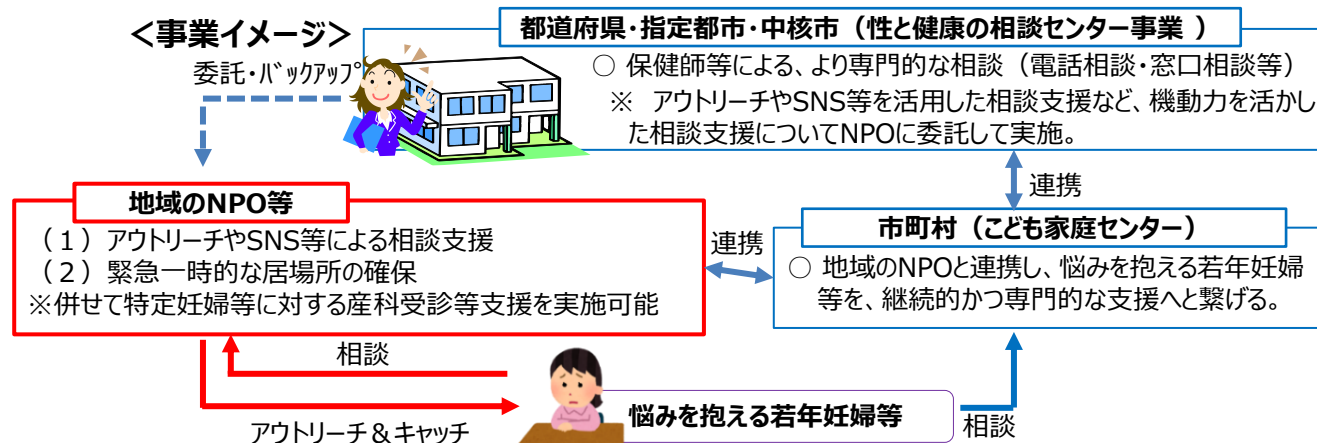 ＜事業イメージ＞
委託・ﾊﾞｯｸｱｯﾌﾟ
都道府県・指定都市・中核市（性と健康の相談センター事業 ）
○ 保健師等による、より専門的な相談（電話相談・窓口相談等）
※ アウトリーチやSNS等を活用した相談支援など、機動力を活かし
た相談支援についてNPOに委託して実施。
連携
地域のNPO等
（１）アウトリーチやSNS等による相談支援
（２）緊急一時的な居場所の確保
※併せて特定妊婦等に対する産科受診等支援を実施可能
連携
市町村（こども家庭センター）
○ 地域のNPOと連携し、悩みを抱える若年妊婦
等を、継続的かつ専門的な支援へと繋げる。
相談
悩みを抱える若年妊婦等
相談
アウトリーチ＆キャッチ